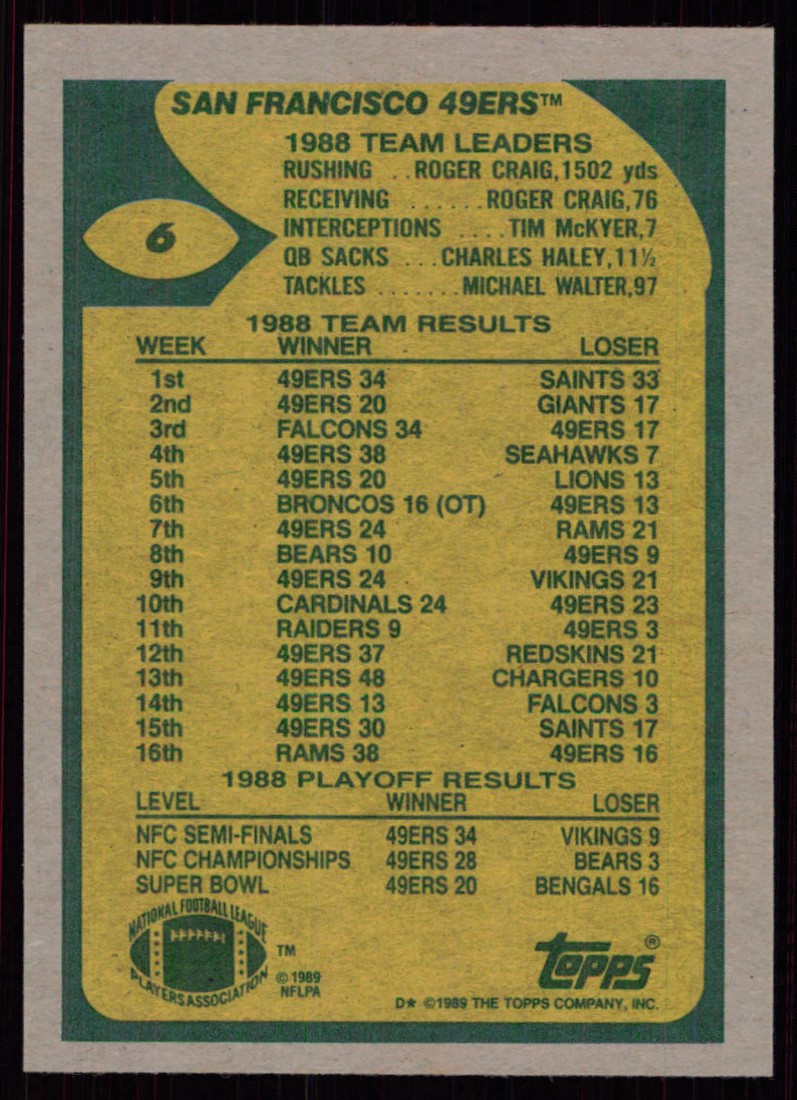 SAN FRANCISCO 49ERS™
1988 TEAM LEADERS
RUSHING ..ROGER CRAIG,1502 yds
RECEIVING ......ROGER CRAIG,76
6
INTERCEPTIONS ....TIM McKYER,7
QB SACKS ...CHARLES HALEY,11½
TACKLES .......MICHAEL WALTER,97
1988 TEAM RESULTS
WEEK WINNER LOSER
1st 49ERS 34 SAINTS 33
2nd 49ERS 20 GIANTS 17
3rd FALCONS 34 49ERS 17
4th 49ERS 38 SEAHAWKS 7
5th 49ERS 20 LIONS 13
6th BRONCOS 16 (OT) 49ERS 13
7th 49ERS 24 RAMS 21
8th BEARS 10 49ERS 9
9th 49ERS 24 VIKINGS 21
10th CARDINALS 24 49ERS 23
11th RAIDERS 9 49ERS 3
12th 49ERS 37 REDSKINS 21
13th 49ERS 48 CHARGERS 10
14th 49ERS 13 FALCONS 3
15th 49ERS 30 SAINTS 17
16th RAMS 38 49ERS 16
1988 PLAYOFF RESULTS
LEVEL WINNER LOSER
NFC SEMI-FINALS 49ERS 34 VIKINGS 9
NFC CHAMPIONSHIPS 49ERS 28 BEARS 3
SUPER BOWL 49ERS 20 BENGALS 16
NATIONAL FOOTBALL LEAGUE
PLAYERS ASSOCIATION
™
©1989
NFLPA
topps®
D* ©1989 THE TOPPS COMPANY, INC.